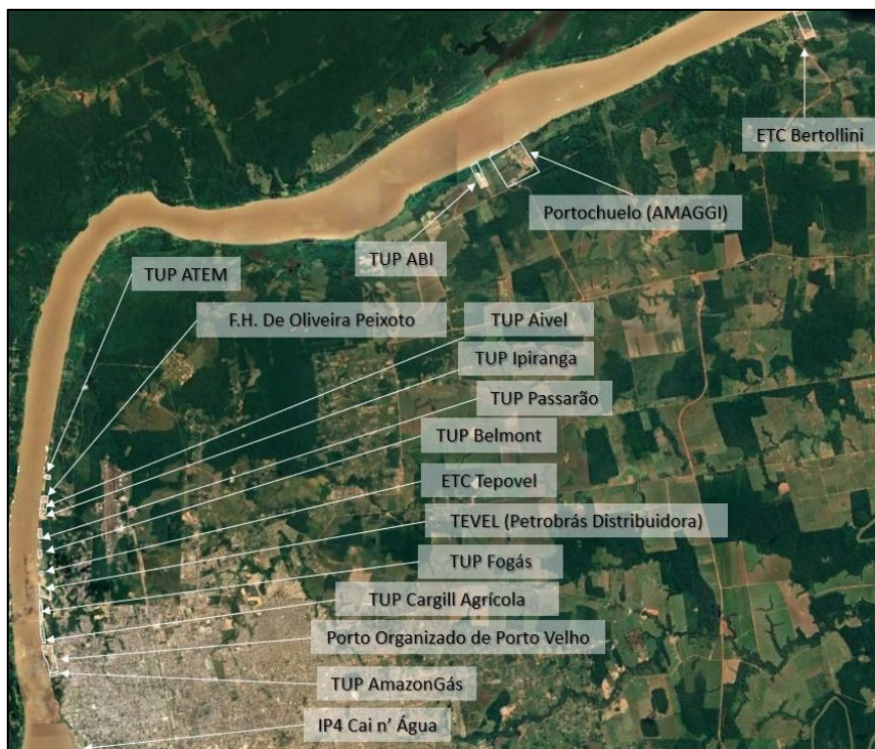 ETC Bertollini
Portochuelo (AMAGGI)
TUP ABI
TUP ATEM
F.H. De Oliveira Peixoto
TUP Aivel
TUP Ipiranga
TUP Passarão
TUP Belmont
ETC Tepovel
TEVEL (Petrobrás Distribuidora)
TUP Fogás
TUP Cargill Agrícola
Porto Organizado de Porto Velho
TUP AmazonGás
IP4 Cai n’ Água